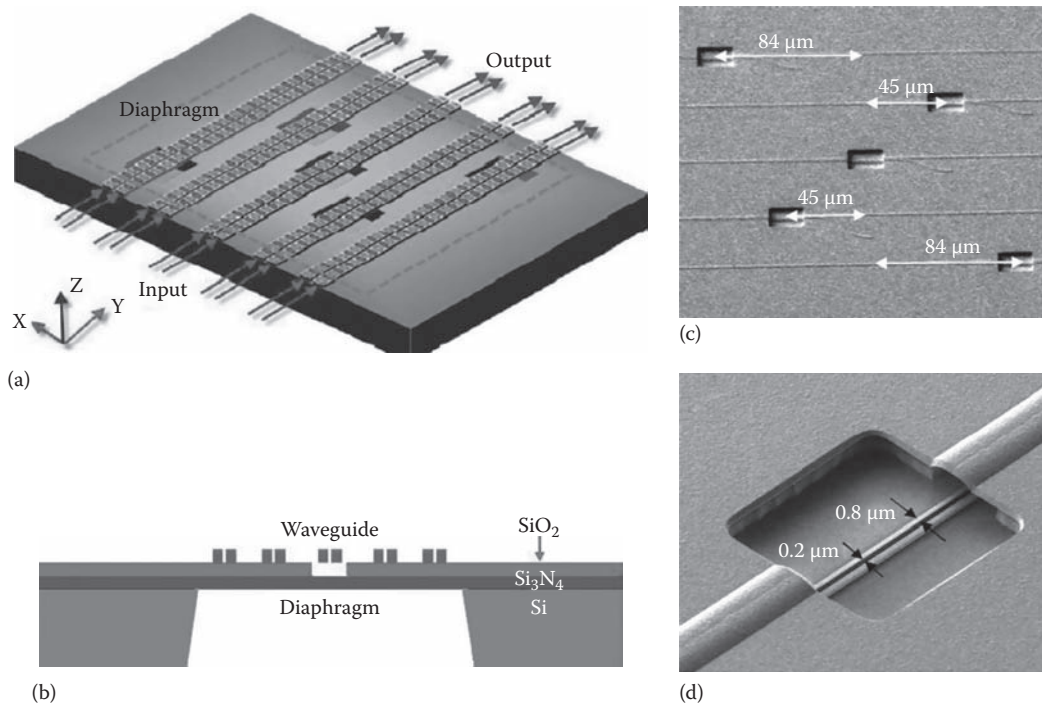 Output
Diaphragm
Input
Z
Y
X
(a)
Waveguide
SiO₂
Si₃N₄
Diaphragm
Si
(b)
84 µm
45 µm
45 µm
84 µm
(c)
0.8 µm
0.2 µm
(d)